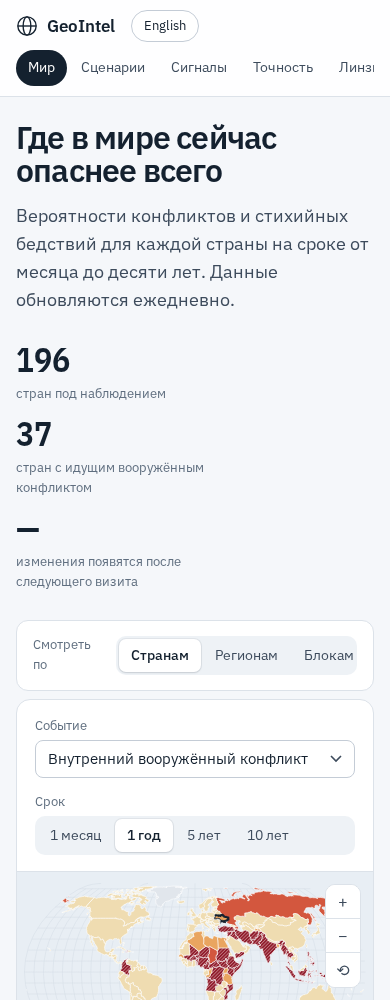 GeoIntel English
Мир Сценарии Сигналы Точность Линзы
Где в мире сейчас
опаснее всего
Вероятности конфликтов и стихийных
бедствий для каждой страны на сроке от
месяца до десяти лет. Данные
обновляются ежедневно.
196
стран под наблюдением
37
стран с идущим вооружённым
конфликтом
—
изменения появятся после
следующего визита
Смотреть
по
Странам Регионам Блокам
Событие
Внутренний вооружённый конфликт
Срок
1 месяц 1 год 5 лет 10 лет
+
−
⟲